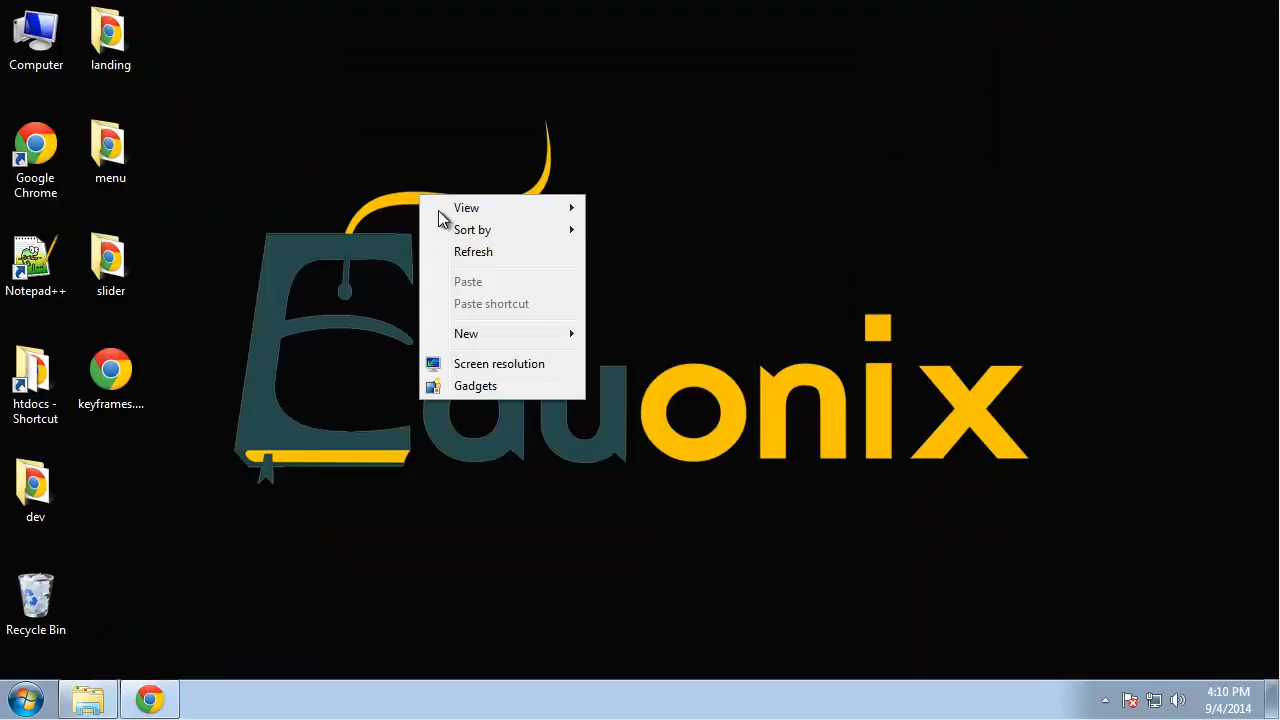 Computer
landing
Google
Chrome
menu
Notepad++
slider
htdocs -
Shortcut
keyframes....
dev
Recycle Bin
View
Sort by
Refresh
Paste
Paste shortcut
New
Screen resolution
Gadgets
Eduonix
4:10 PM
9/4/2014